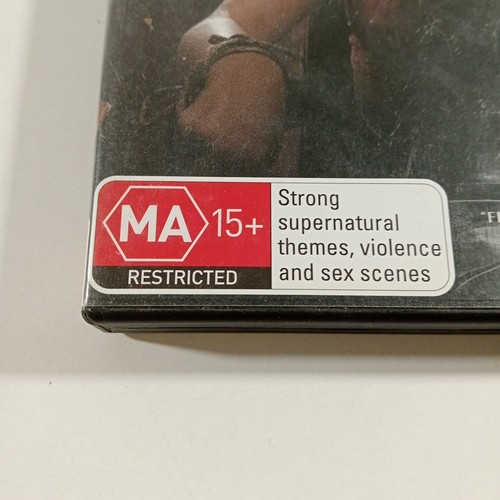 MA 15+
RESTRICTED
Strong
supernatural
themes, violence
and sex scenes